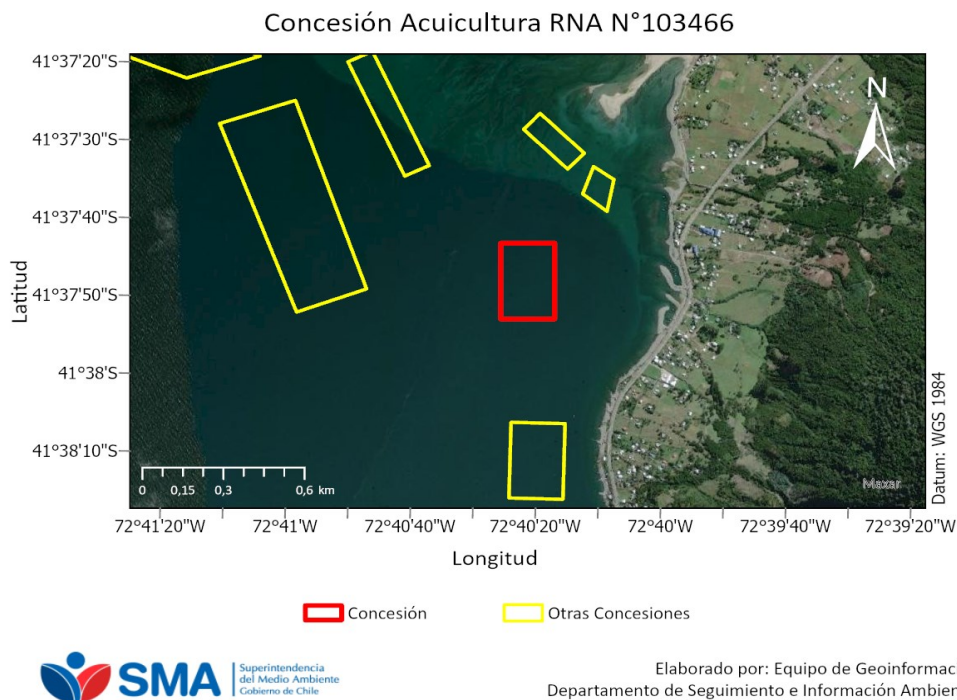 Concesión Acuicultura RNA N°103466
41°37'20"S
41°37'30"S
41°37'40"S
41°37'50"S
41°38'S
41°38'10"S
Latitud
N
0 0,15 0,3 0,6 km
Maxar
Datum: WGS 1984
72°41'20"W 72°41'W 72°40'40"W 72°40'20"W 72°40'W 72°39'40"W 72°39'20"W
Longitud
Concesión Otras Concesiones
SMA
Superintendencia
del Medio Ambiente
Gobierno de Chile
Elaborado por: Equipo de Geoinformac
Departamento de Seguimiento e Información Ambien